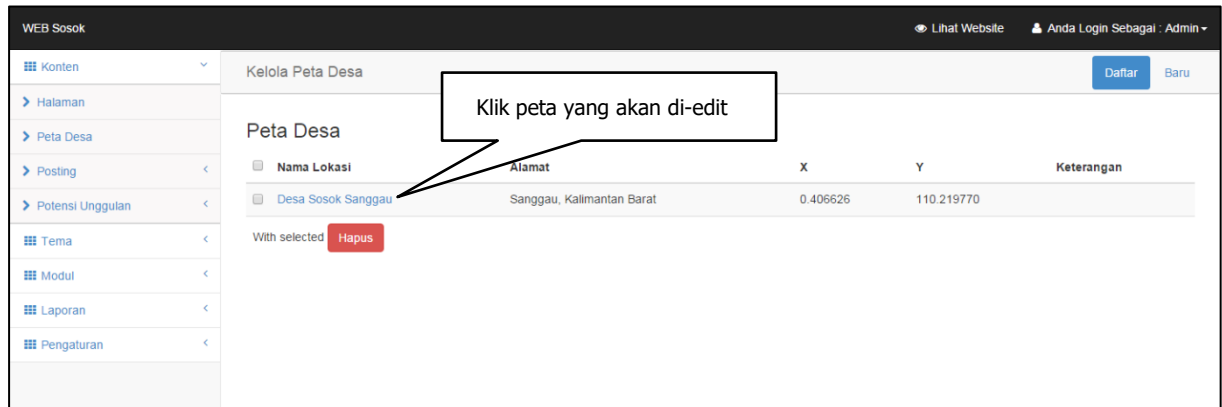 WEB Sosok
Lihat Website
Anda Login Sebagai : Admin
Konten
Halaman
Peta Desa
Posting
Potensi Unggulan
Tema
Modul
Laporan
Pengaturan
Kelola Peta Desa
Daftar
Baru
Klik peta yang akan di-edit
Peta Desa
Nama Lokasi Alamat X Y Keterangan
Desa Sosok Sanggau Sanggau, Kalimantan Barat 0.406626 110.219770
With selected Hapus